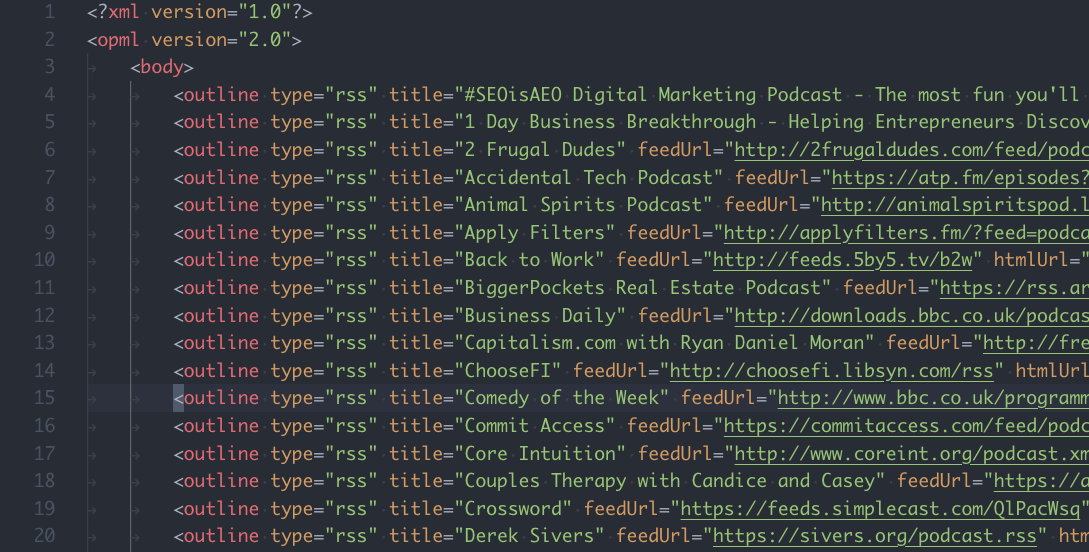 1 <?xml version="1.0"?>
2 <opml version="2.0">
3 <body>
4 <outline type="rss" title="#SEOisAEO Digital Marketing Podcast - The most fun you'll
5 <outline type="rss" title="1 Day Business Breakthrough - Helping Entrepreneurs Discov
6 <outline type="rss" title="2 Frugal Dudes" feedUrl="http://2frugaldudes.com/feed/podc
7 <outline type="rss" title="Accidental Tech Podcast" feedUrl="https://atp.fm/episodes?
8 <outline type="rss" title="Animal Spirits Podcast" feedUrl="http://animalspiritspod.l
9 <outline type="rss" title="Apply Filters" feedUrl="http://applyfilters.fm/?feed=podca
10 <outline type="rss" title="Back to Work" feedUrl="http://feeds.5by5.tv/b2w" htmlUrl="
11 <outline type="rss" title="BiggerPockets Real Estate Podcast" feedUrl="https://rss.ar
12 <outline type="rss" title="Business Daily" feedUrl="http://downloads.bbc.co.uk/podcas
13 <outline type="rss" title="Capitalism.com with Ryan Daniel Moran" feedUrl="http://fre
14 <outline type="rss" title="ChooseFI" feedUrl="http://choosefi.libsyn.com/rss" htmlUrl
15 <outline type="rss" title="Comedy of the Week" feedUrl="http://www.bbc.co.uk/programm
16 <outline type="rss" title="Commit Access" feedUrl="https://commitaccess.com/feed/podc
17 <outline type="rss" title="Core Intuition" feedUrl="http://www.coreint.org/podcast.xm
18 <outline type="rss" title="Couples Therapy with Candice and Casey" feedUrl="https://a
19 <outline type="rss" title="Crossword" feedUrl="https://feeds.simplecast.com/QlPacWsq"
20 <outline type="rss" title="Derek Sivers" feedUrl="https://sivers.org/podcast.rss" htm